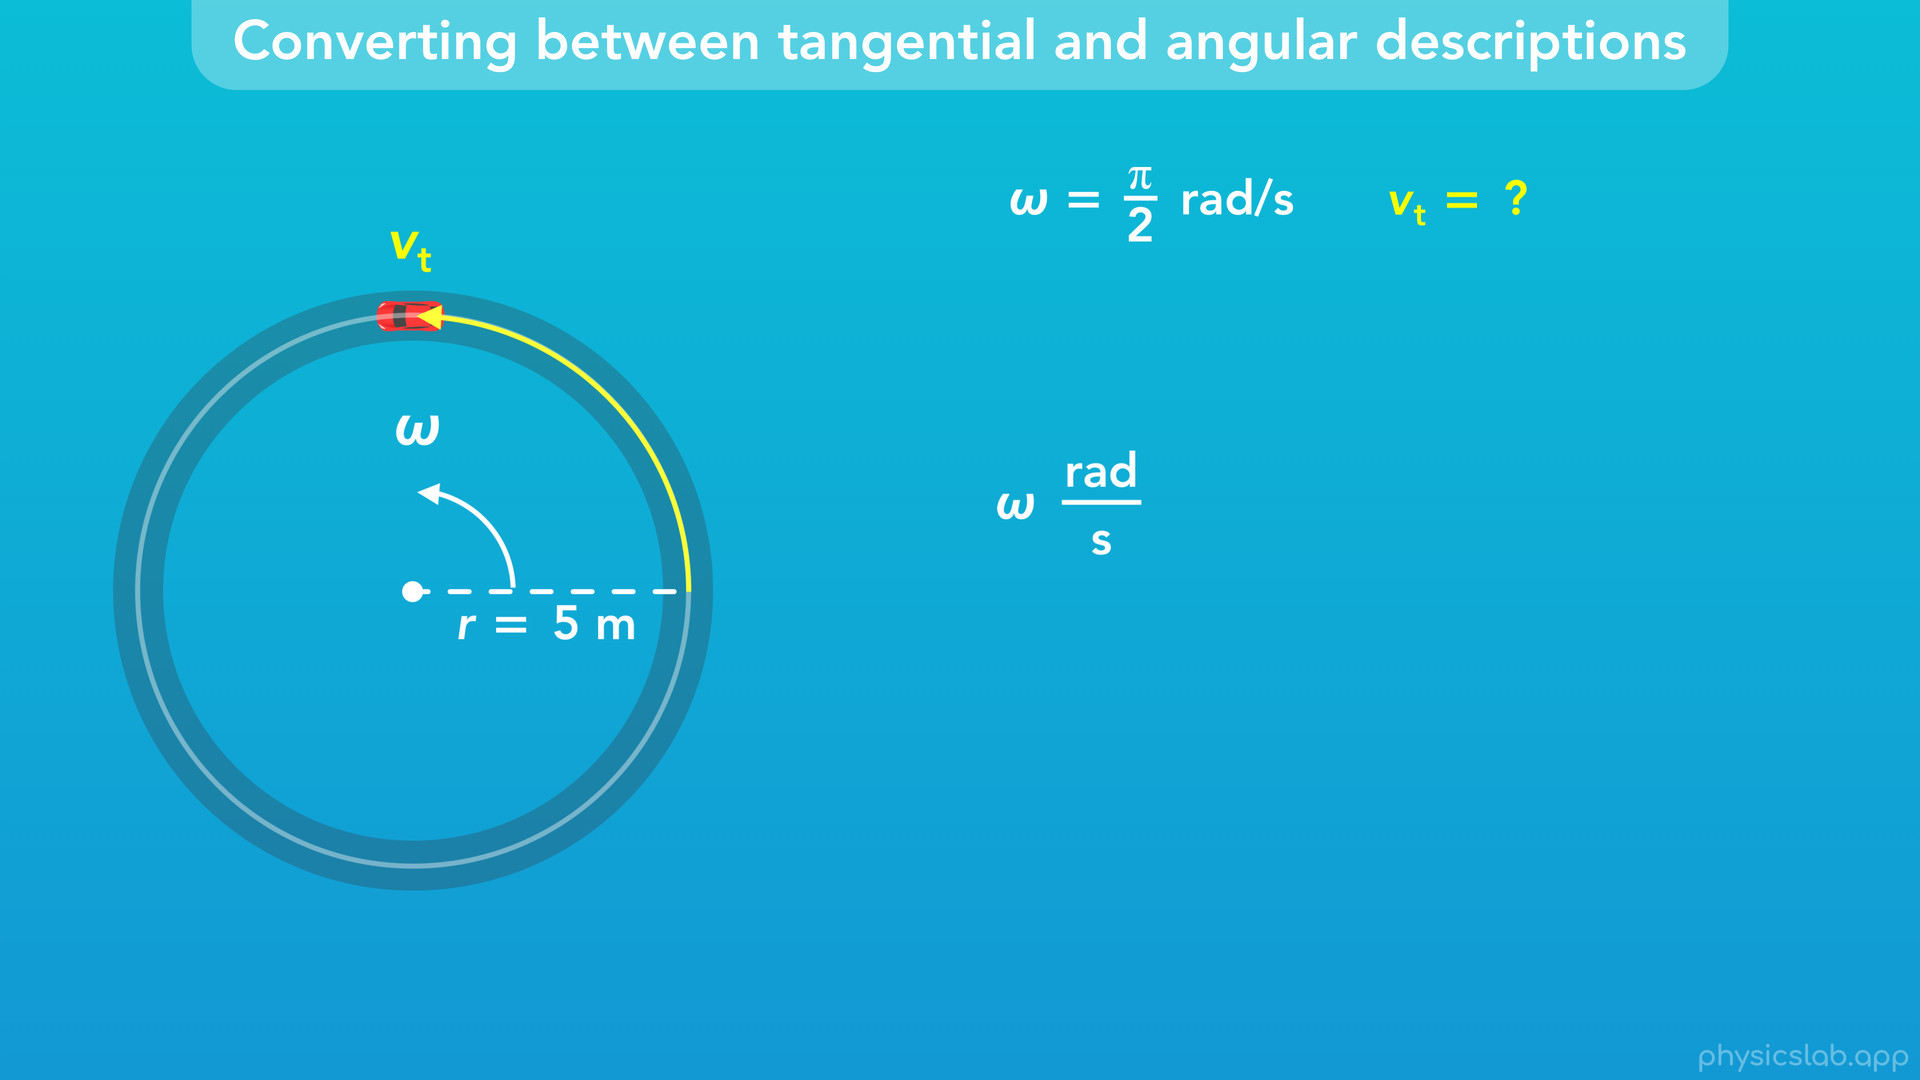 Converting between tangential and angular descriptions
ω = π/2 rad/s vt = ?
vt
ω
ω rad/s
r = 5 m
physicslab.app